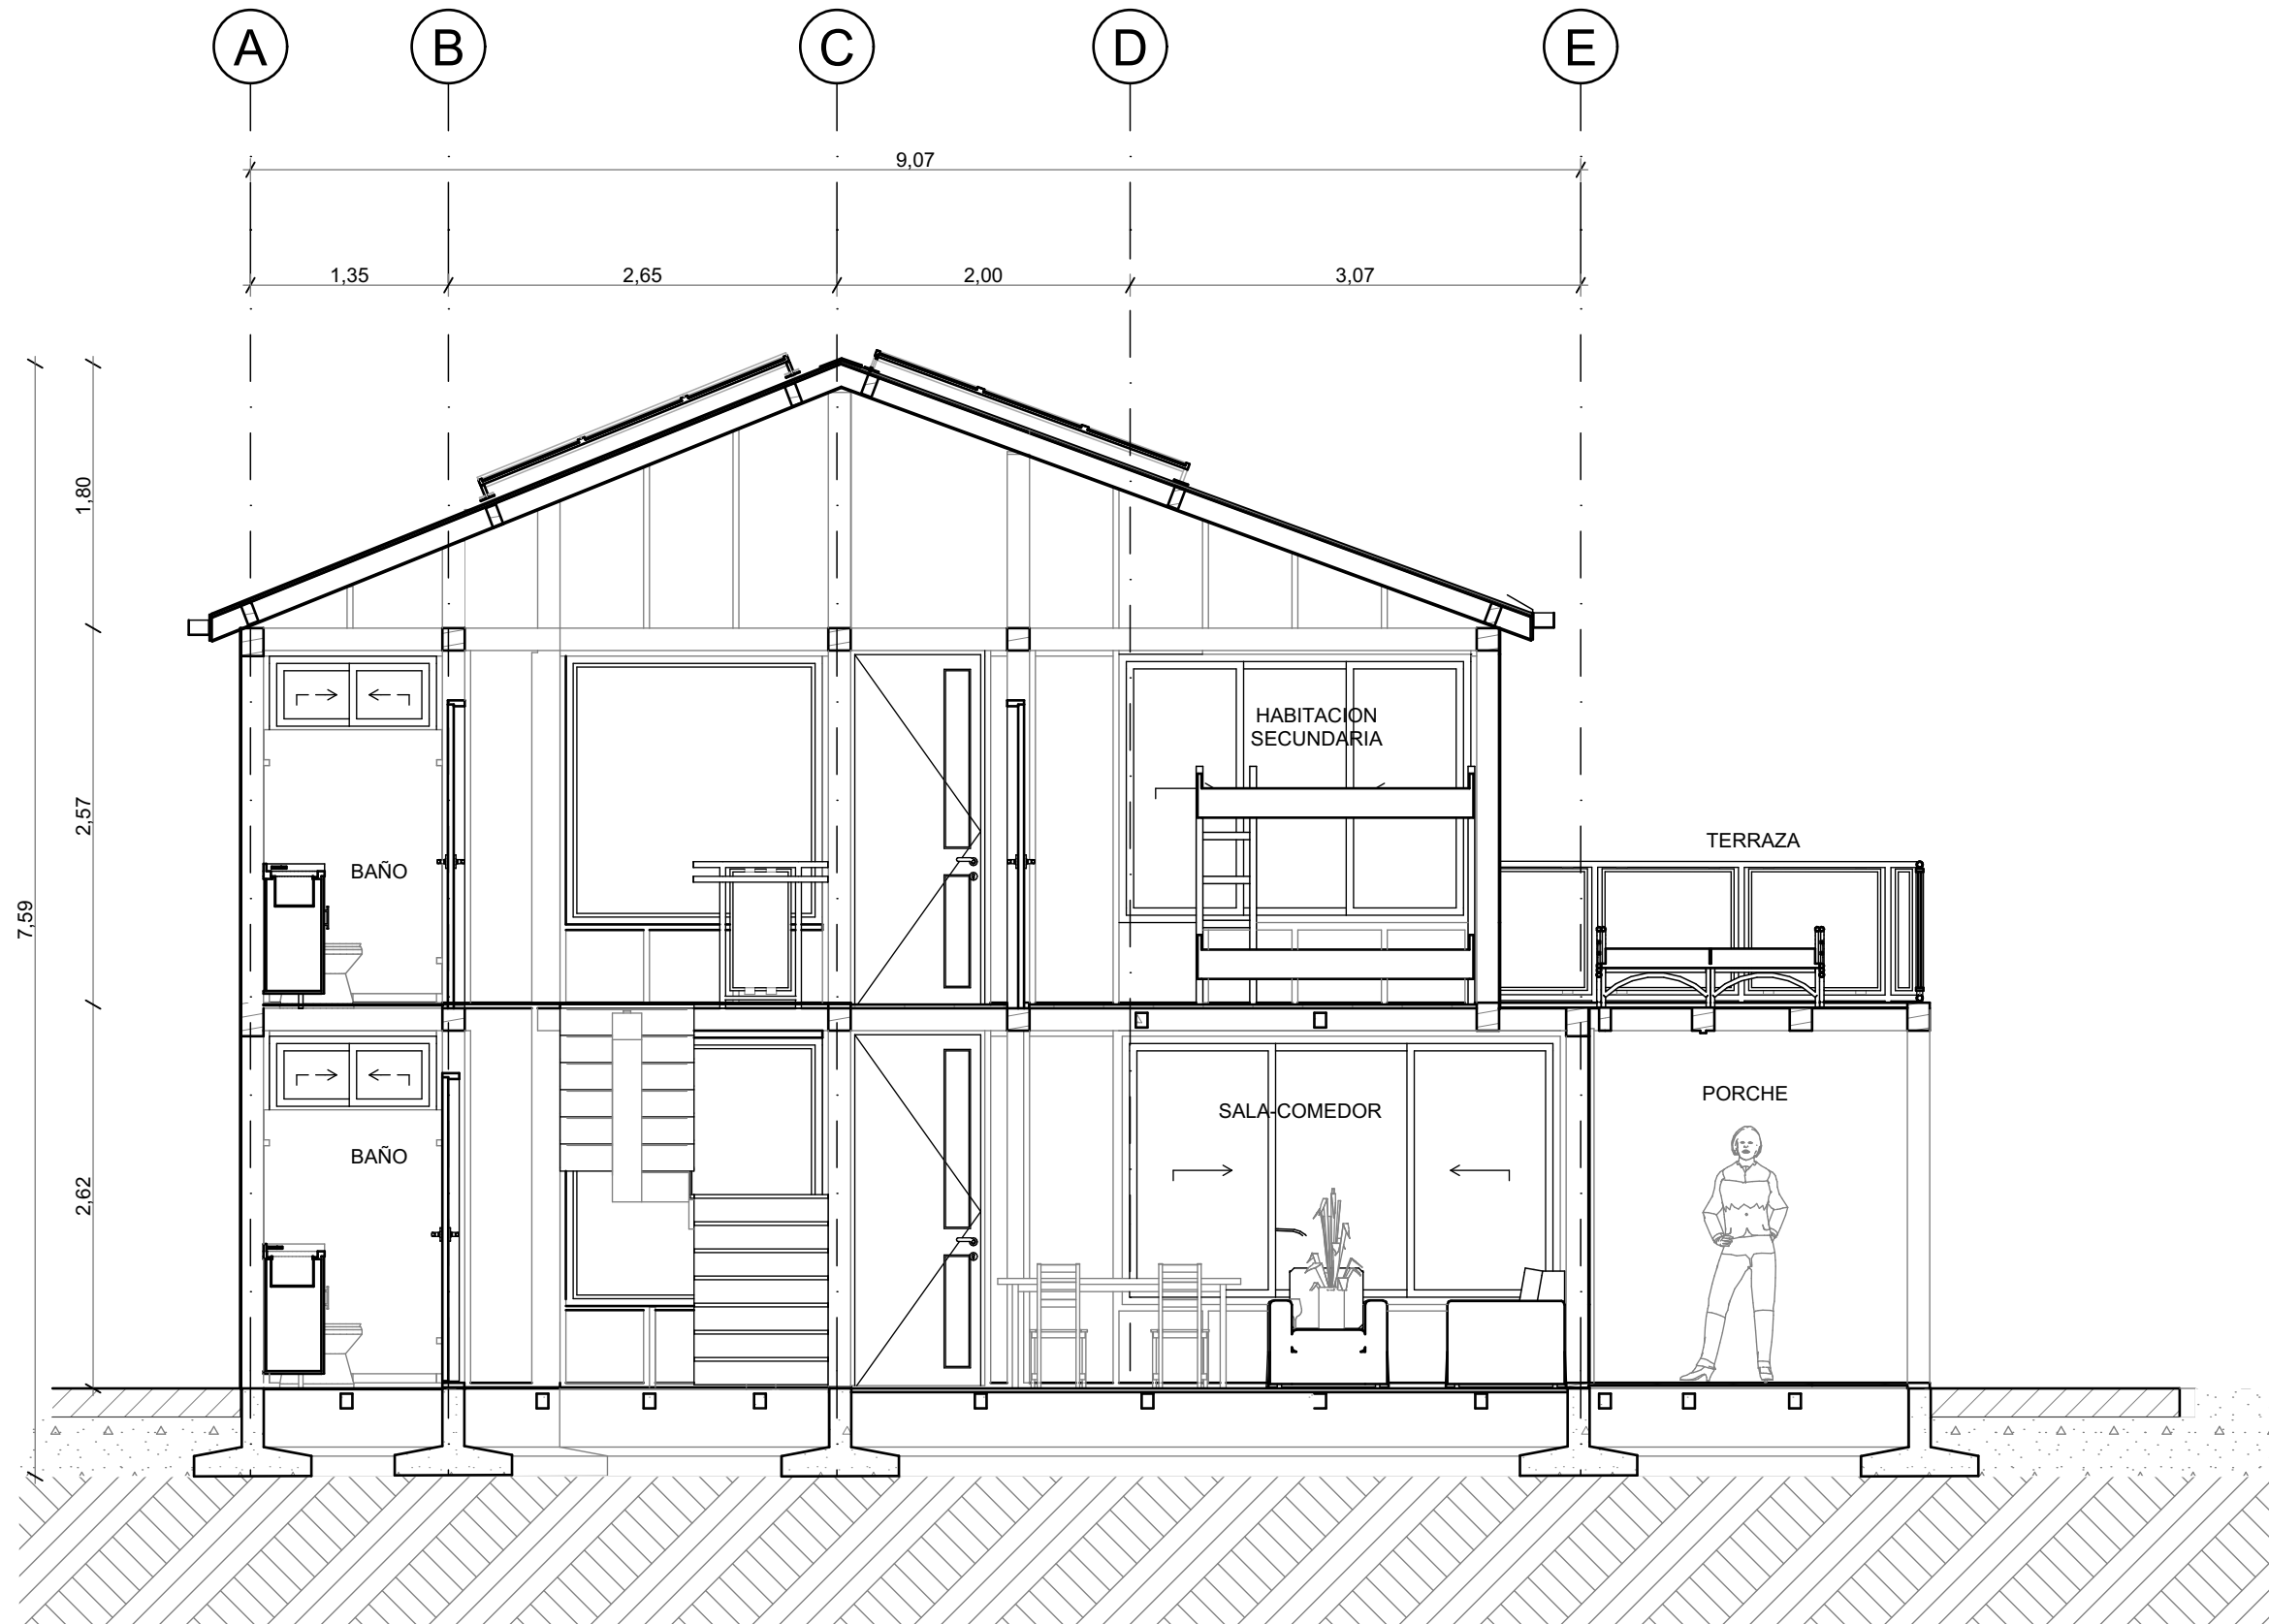 A
B
C
D
E
9,07
1,35
2,65
2,00
3,07
1,80
2,57
7,59
2,62
HABITACION
SECUNDARIA
TERRAZA
BAÑO
PORCHE
SALA-COMEDOR
BAÑO